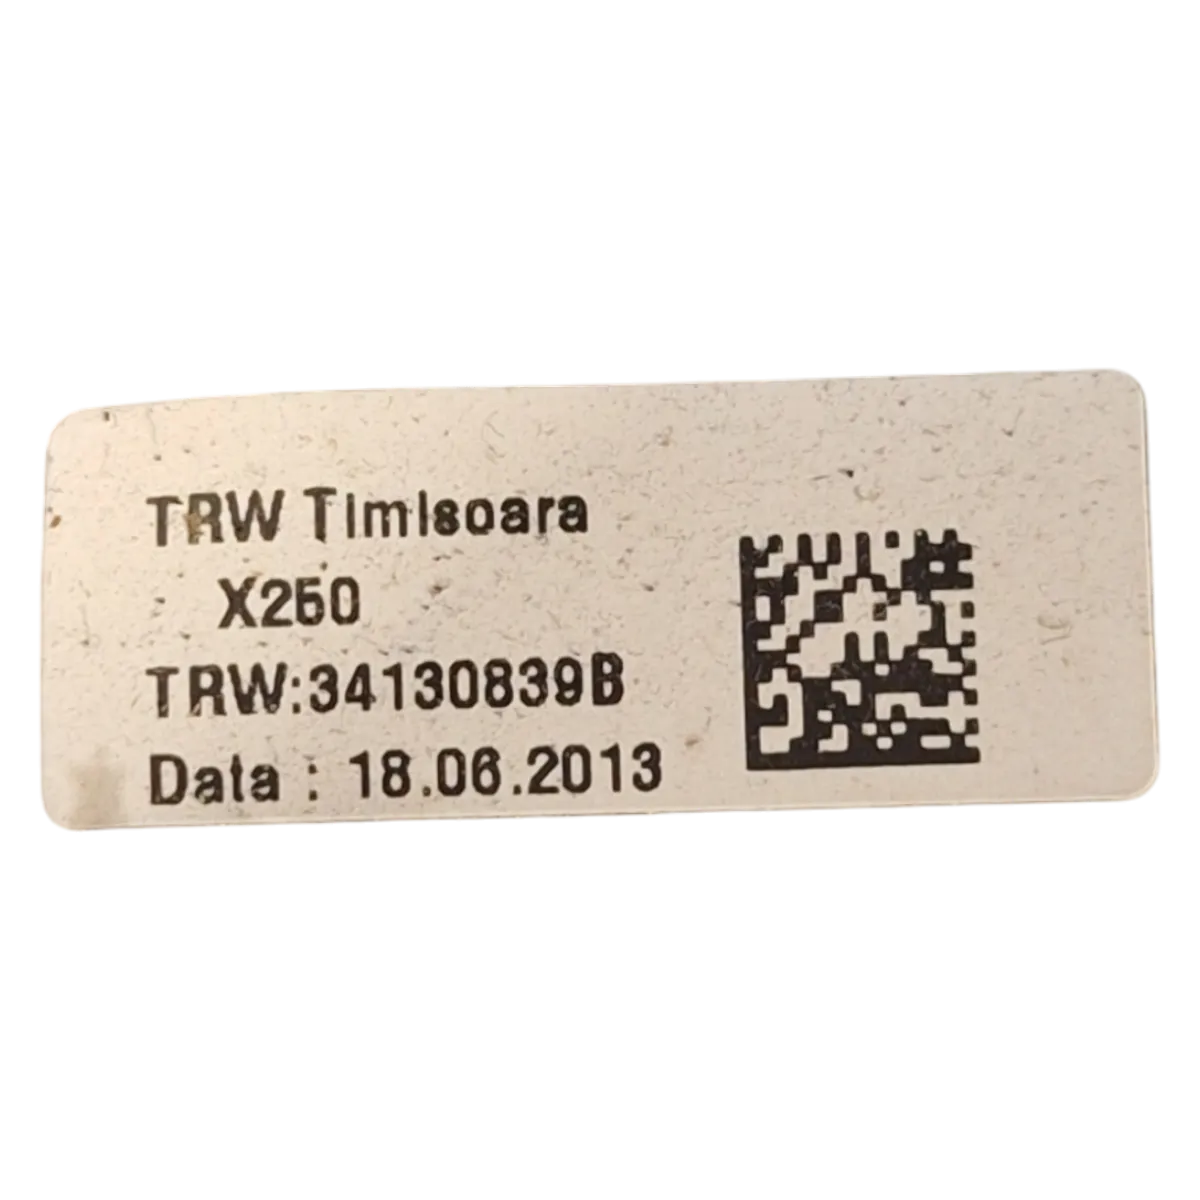 TRW Timisoara
X250
TRW:34130839B
Data : 18.06.2013